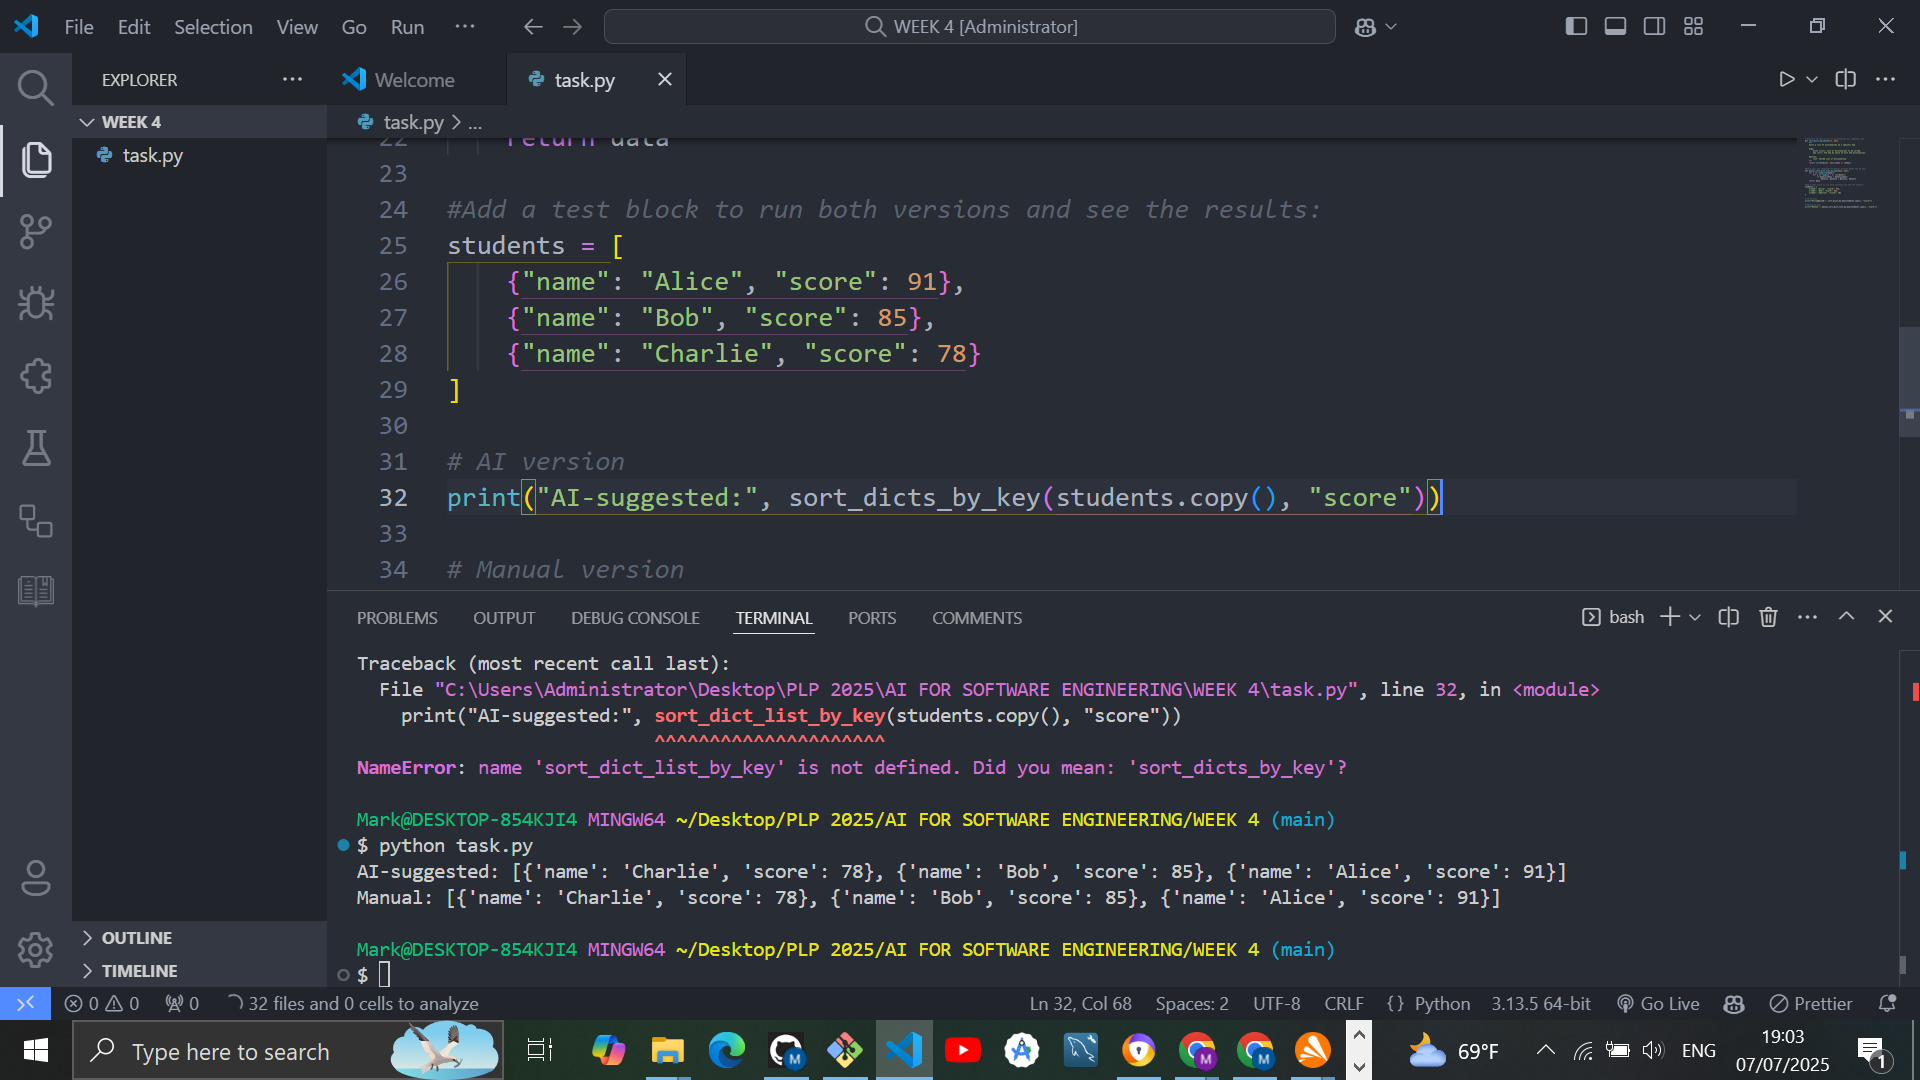 File Edit Selection View Go Run ··· WEEK 4 [Administrator]
EXPLORER ··· Welcome task.py
WEEK 4
task.py
task.py > ...
22 return data
23
24 #Add a test block to run both versions and see the results:
25 students = [
26 {"name": "Alice", "score": 91},
27 {"name": "Bob", "score": 85},
28 {"name": "Charlie", "score": 78}
29 ]
30
31 # AI version
32 print("AI-suggested:", sort_dicts_by_key(students.copy(), "score"))
33
34 # Manual version
PROBLEMS OUTPUT DEBUG CONSOLE TERMINAL PORTS COMMENTS bash
Traceback (most recent call last):
File "C:\Users\Administrator\Desktop\PLP 2025\AI FOR SOFTWARE ENGINEERING\WEEK 4\task.py", line 32, in <module>
print("AI-suggested:", sort_dict_list_by_key(students.copy(), "score"))
^^^^^^^^^^^^^^^^^^^^^
NameError: name 'sort_dict_list_by_key' is not defined. Did you mean: 'sort_dicts_by_key'?
Mark@DESKTOP-854KJI4 MINGW64 ~/Desktop/PLP 2025/AI FOR SOFTWARE ENGINEERING/WEEK 4 (main)
$ python task.py
AI-suggested: [{'name': 'Charlie', 'score': 78}, {'name': 'Bob', 'score': 85}, {'name': 'Alice', 'score': 91}]
Manual: [{'name': 'Charlie', 'score': 78}, {'name': 'Bob', 'score': 85}, {'name': 'Alice', 'score': 91}]
Mark@DESKTOP-854KJI4 MINGW64 ~/Desktop/PLP 2025/AI FOR SOFTWARE ENGINEERING/WEEK 4 (main)
$
OUTLINE
TIMELINE
0 0 0 32 files and 0 cells to analyze Ln 32, Col 68 Spaces: 2 UTF-8 CRLF {} Python 3.13.5 64-bit Go Live Prettier
Type here to search 69°F ENG 19:03
07/07/2025 1